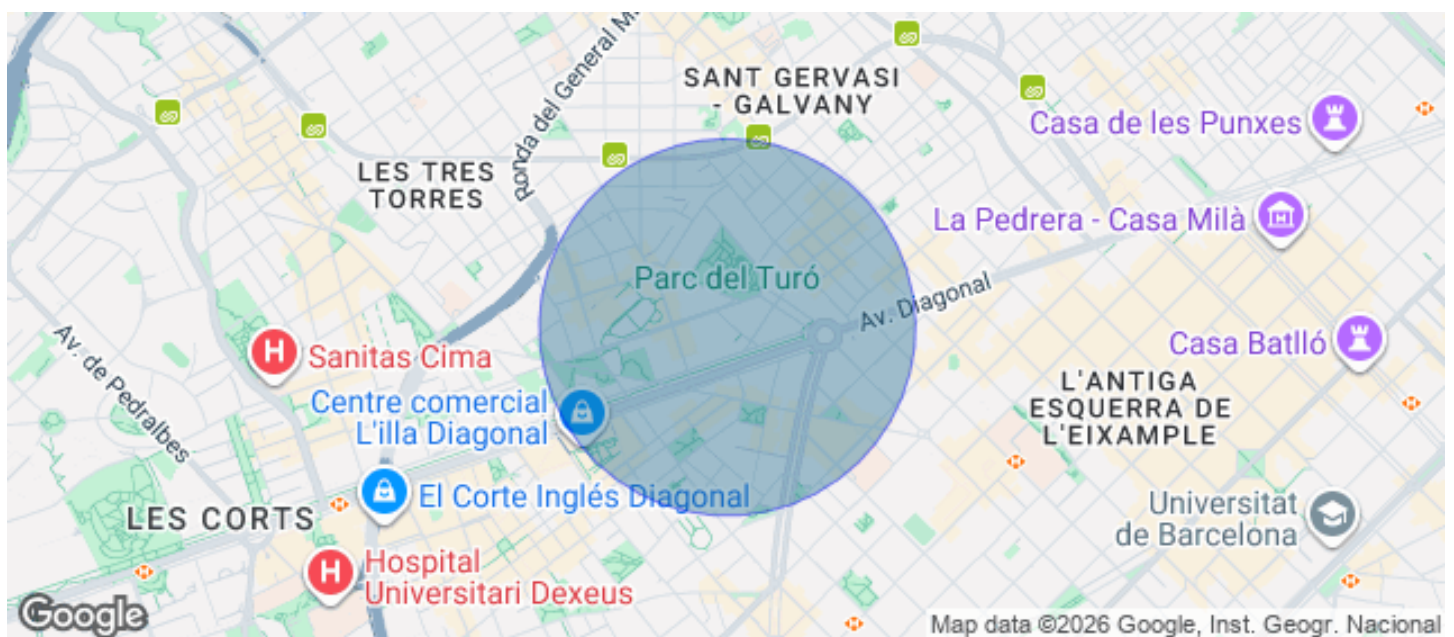 SANT GERVASI
- GALVANY
Ronda del General Mi
Casa de les Punxes
LES TRES
TORRES
La Pedrera - Casa Milà
Parc del Turó
Av. Diagonal
Av. de Pedralbes
Sanitas Cima
Casa Batlló
Centre comercial
L'illa Diagonal
L'ANTIGA
ESQUERRA DE
L'EIXAMPLE
El Corte Inglés Diagonal
LES CORTS
Universitat
de Barcelona
Hospital
Universitari Dexeus
Google
Map data ©2026 Google, Inst. Geogr. Nacional